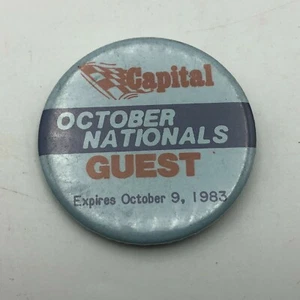 Capital
OCTOBER
NATIONALS
GUEST
Expires October 9, 1983